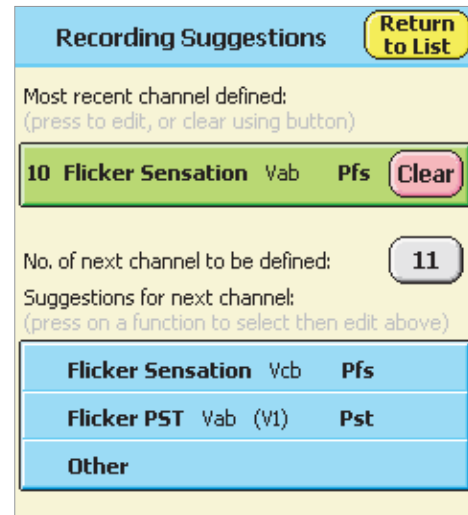 Recording Suggestions
Return
to List
Most recent channel defined:
(press to edit, or clear using button)
10 Flicker Sensation Vab Pfs Clear
No. of next channel to be defined: 11
Suggestions for next channel:
(press on a function to select then edit above)
Flicker Sensation Vcb Pfs
Flicker PST Vab (V1) Pst
Other